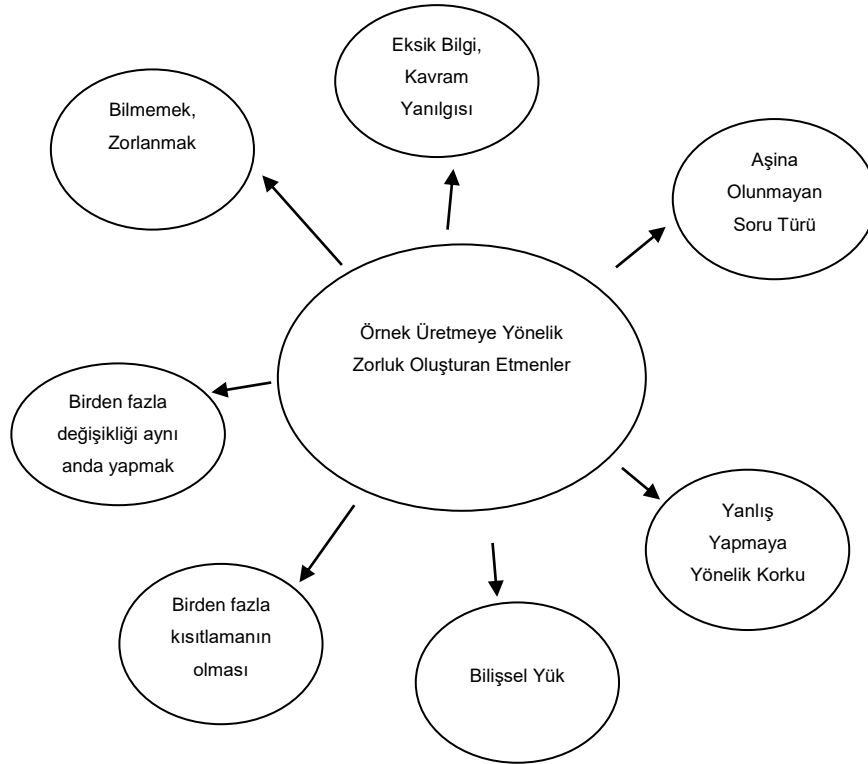 Eksik Bilgi,
Kavram
Yanılgısı
Bilmemek,
Zorlanmak
Aşina
Olunmayan
Soru Türü
Örnek Üretmeye Yönelik
Zorluk Oluşturan Etmenler
Birden fazla
değişikliği aynı
anda yapmak
Yanlış
Yapmaya
Yönelik Korku
Birden fazla
kısıtlamanın
olması
Bilişsel Yük